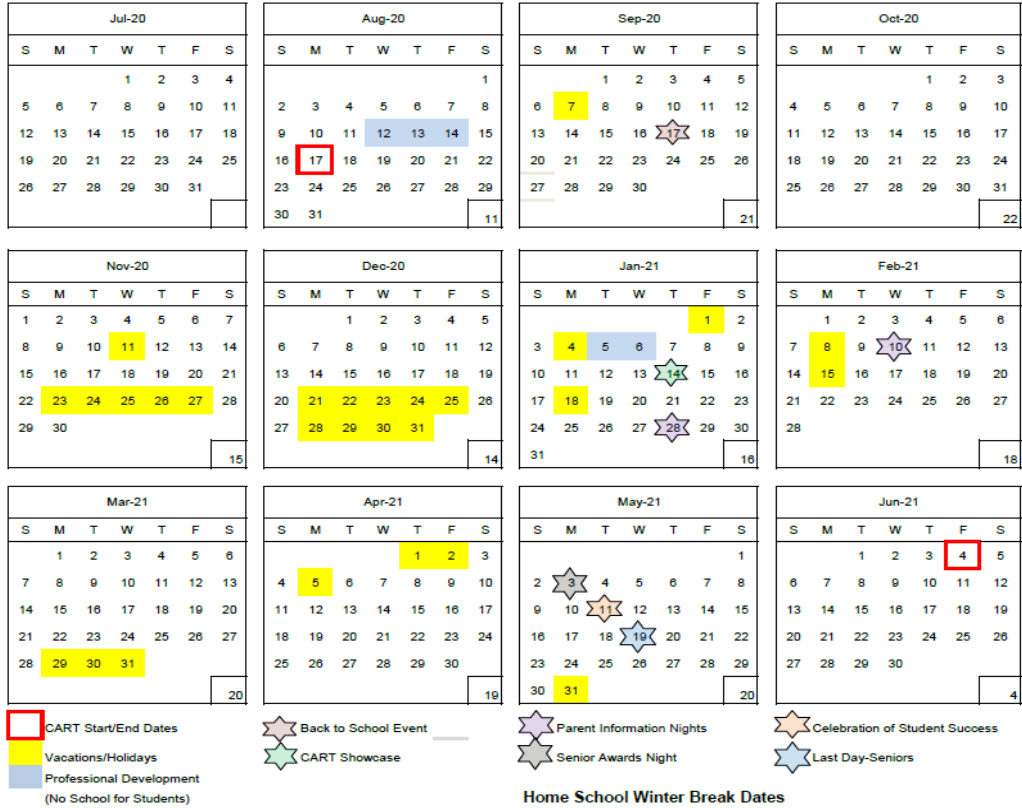 Jul-20
S M T W T F S
1 2 3 4
5 6 7 8 9 10 11
12 13 14 15 16 17 18
19 20 21 22 23 24 25
26 27 28 29 30 31
Aug-20
S M T W T F S
1
2 3 4 5 6 7 8
9 10 11 12 13 14 15
16 17 18 19 20 21 22
23 24 25 26 27 28 29
30 31
11
Sep-20
S M T W T F S
1 2 3 4 5
6 7 8 9 10 11 12
13 14 15 16 17 18 19
20 21 22 23 24 25 26
27 28 29 30
21
Oct-20
S M T W T F S
1 2 3
4 5 6 7 8 9 10
11 12 13 14 15 16 17
18 19 20 21 22 23 24
25 26 27 28 29 30 31
22
Nov-20
S M T W T F S
1 2 3 4 5 6 7
8 9 10 11 12 13 14
15 16 17 18 19 20 21
22 23 24 25 26 27 28
29 30
15
Dec-20
S M T W T F S
1 2 3 4 5
6 7 8 9 10 11 12
13 14 15 16 17 18 19
20 21 22 23 24 25 26
27 28 29 30 31
14
Jan-21
S M T W T F S
1 2
3 4 5 6 7 8 9
10 11 12 13 14 15 16
17 18 19 20 21 22 23
24 25 26 27 28 29 30
31
16
Feb-21
S M T W T F S
1 2 3 4 5 6
7 8 9 10 11 12 13
14 15 16 17 18 19 20
21 22 23 24 25 26 27
28
18
Mar-21
S M T W T F S
1 2 3 4 5 6
7 8 9 10 11 12 13
14 15 16 17 18 19 20
21 22 23 24 25 26 27
28 29 30 31
20
Apr-21
S M T W T F S
1 2 3
4 5 6 7 8 9 10
11 12 13 14 15 16 17
18 19 20 21 22 23 24
25 26 27 28 29 30
19
May-21
S M T W T F S
1
2 3 4 5 6 7 8
9 10 11 12 13 14 15
16 17 18 19 20 21 22
23 24 25 26 27 28 29
30 31
20
Jun-21
S M T W T F S
1 2 3 4 5
6 7 8 9 10 11 12
13 14 15 16 17 18 19
20 21 22 23 24 25 26
27 28 29 30
4
CART Start/End Dates
Vacations/Holidays
Professional Development
(No School for Students)
Back to School Event
CART Showcase
Parent Information Nights
Senior Awards Night
Celebration of Student Success
Last Day-Seniors
Home School Winter Break Dates